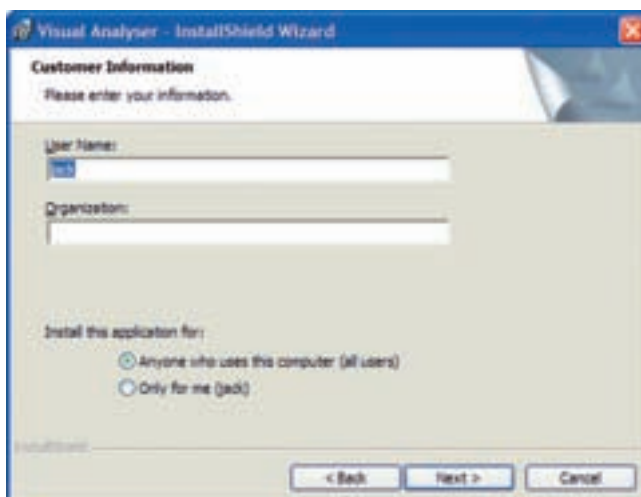 Visual Analyser - InstallShield Wizard
Customer Information
Please enter your information.
User Name:
jack
Organization:
Install this application for:
Anyone who uses this computer (all users)
Only for me (jack)
InstallShield
< Back
Next >
Cancel